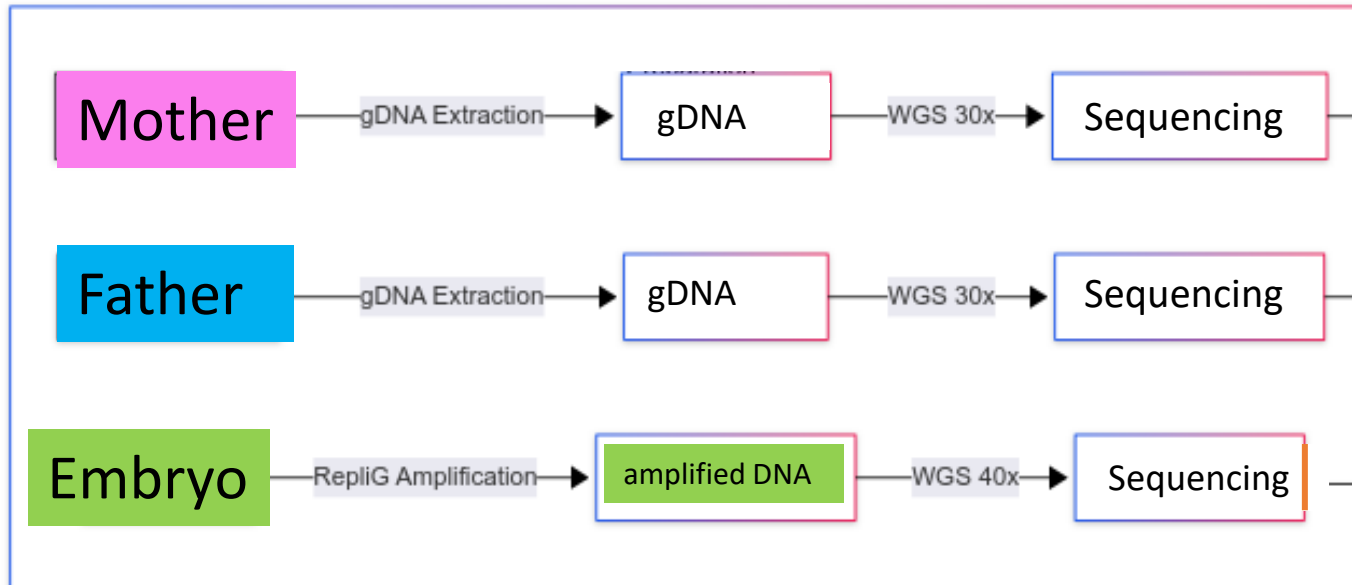 Mother
gDNA Extraction
gDNA
WGS 30x
Sequencing
Father
gDNA Extraction
gDNA
WGS 30x
Sequencing
Embryo
RepliG Amplification
amplified DNA
WGS 40x
Sequencing